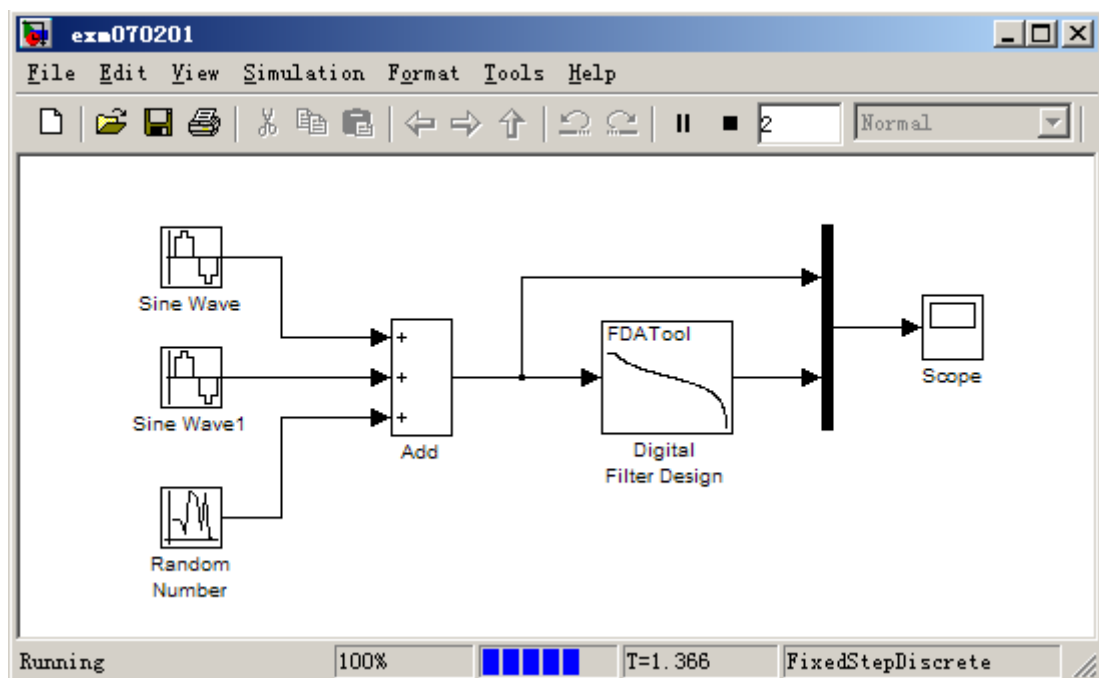 exm070201
File Edit View Simulation Format Tools Help
2 Normal
Sine Wave
Sine Wave1
Random
Number
+
+
+
Add
FDATool
Digital
Filter Design
Scope
Running 100% T=1.366 FixedStepDiscrete